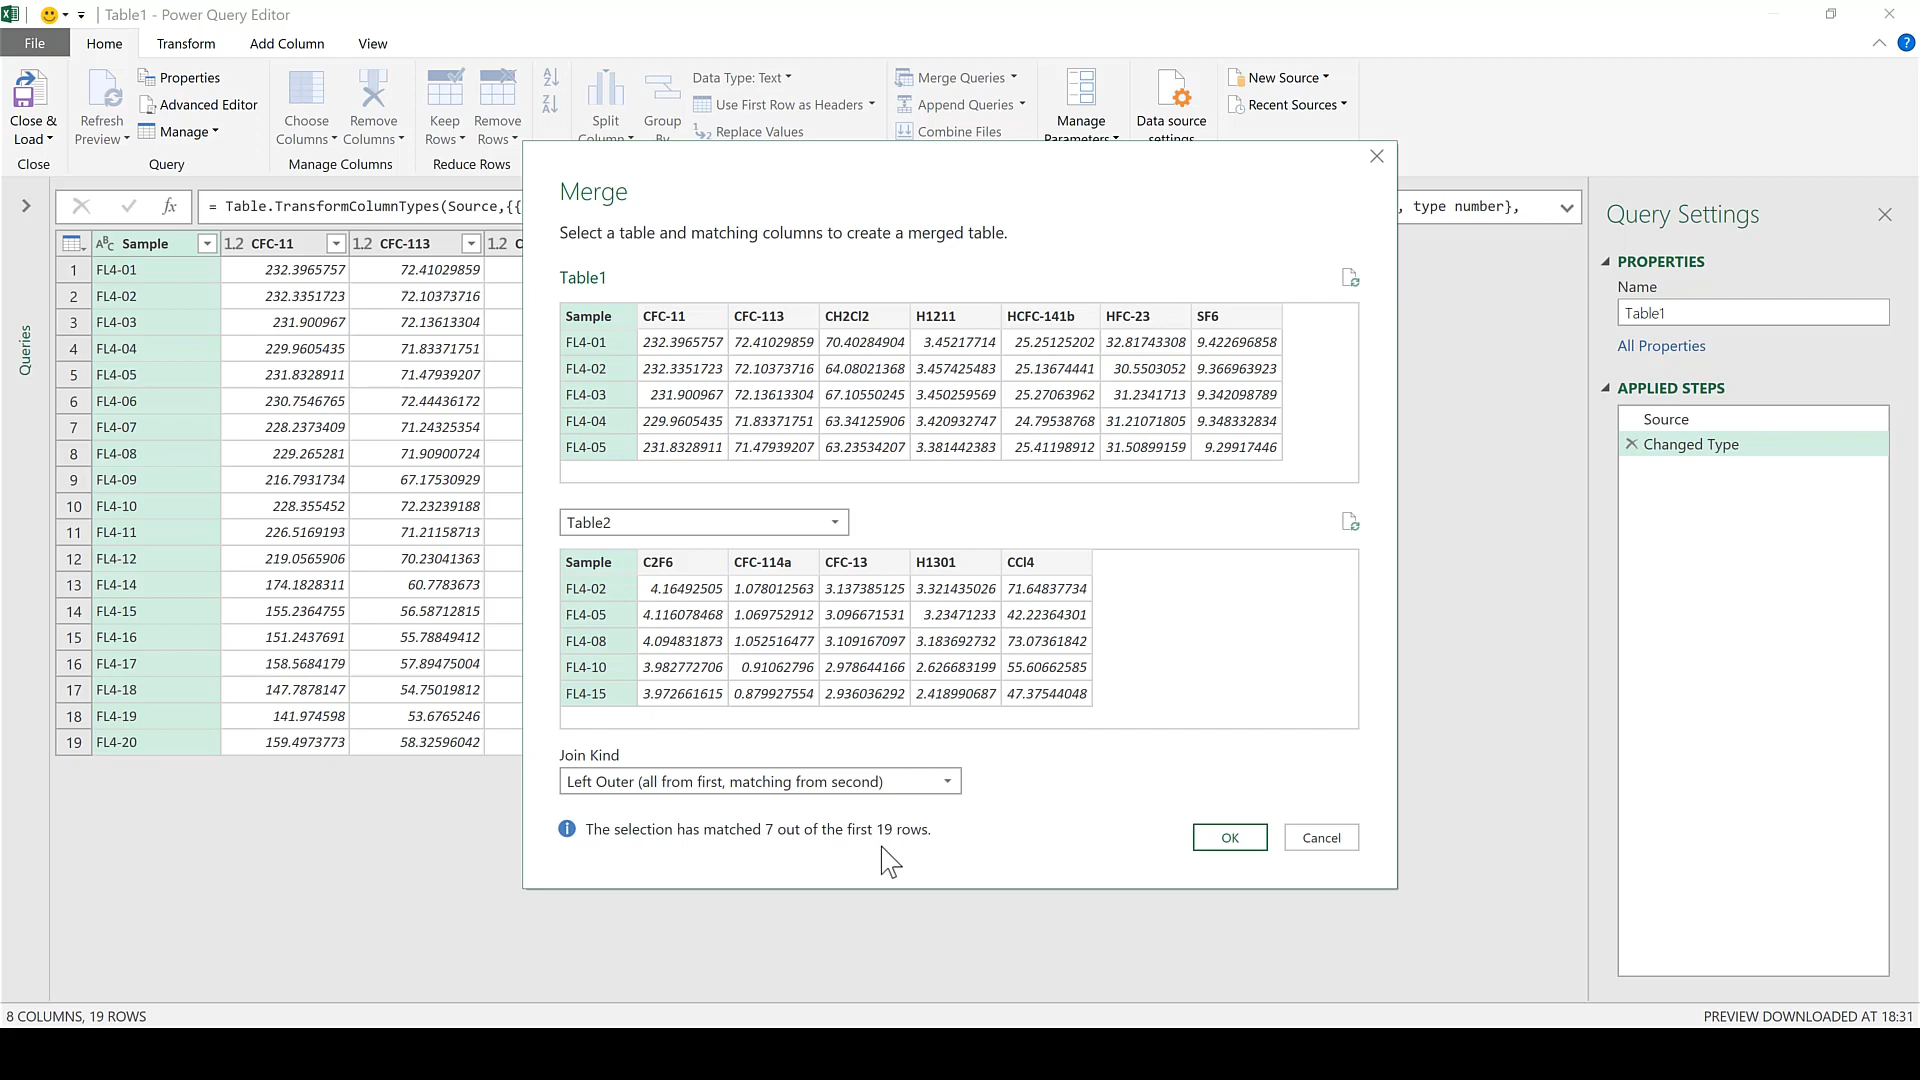 Table1 - Power Query Editor
File Home Transform Add Column View
Close & Load
Close
Refresh Preview
Properties
Advanced Editor
Manage
Query
Choose Columns
Remove Columns
Manage Columns
Keep Rows
Remove Rows
Reduce Rows
Split Column
Group By
Data Type: Text
Use First Row as Headers
Replace Values
Merge Queries
Append Queries
Combine Files
Manage Parameters
Data source settings
New Source
Recent Sources
fx = Table.TransformColumnTypes(Source,{{ , type number},
Queries
ABC Sample 1.2 CFC-11 1.2 CFC-113 1.2 C
1 FL4-01 232.3965757 72.41029859
2 FL4-02 232.3351723 72.10373716
3 FL4-03 231.900967 72.13613304
4 FL4-04 229.9605435 71.83371751
5 FL4-05 231.8328911 71.47939207
6 FL4-06 230.7546765 72.44436172
7 FL4-07 228.2373409 71.24325354
8 FL4-08 229.265281 71.90900724
9 FL4-09 216.7931734 67.17530929
10 FL4-10 228.355452 72.23239188
11 FL4-11 226.5169193 71.21158713
12 FL4-12 219.0565906 70.23041363
13 FL4-14 174.1828311 60.7783673
14 FL4-15 155.2364755 56.58712815
15 FL4-16 151.2437691 55.78849412
16 FL4-17 158.5684179 57.89475004
17 FL4-18 147.7878147 54.75019812
18 FL4-19 141.974598 53.6765246
19 FL4-20 159.4973773 58.32596042
Merge
Select a table and matching columns to create a merged table.
Table1
Sample CFC-11 CFC-113 CH2Cl2 H1211 HCFC-141b HFC-23 SF6
FL4-01 232.3965757 72.41029859 70.40284904 3.45217714 25.25125202 32.81743308 9.422696858
FL4-02 232.3351723 72.10373716 64.08021368 3.457425483 25.13674441 30.5503052 9.366963923
FL4-03 231.900967 72.13613304 67.10550245 3.450259569 25.27063962 31.2341713 9.342098789
FL4-04 229.9605435 71.83371751 63.34125906 3.420932747 24.79538768 31.21071805 9.348332834
FL4-05 231.8328911 71.47939207 63.23534207 3.381442383 25.41198912 31.50899159 9.29917446
Table2
Sample C2F6 CFC-114a CFC-13 H1301 CCl4
FL4-02 4.16492505 1.078012563 3.137385125 3.321435026 71.64837734
FL4-05 4.116078468 1.069752912 3.096671531 3.23471233 42.22364301
FL4-08 4.094831873 1.052516477 3.109167097 3.183692732 73.07361842
FL4-10 3.982772706 0.91062796 2.978644166 2.626683199 55.60662585
FL4-15 3.972661615 0.879927554 2.936036292 2.418990687 47.37544048
Join Kind
Left Outer (all from first, matching from second)
The selection has matched 7 out of the first 19 rows.
OK Cancel
Query Settings
PROPERTIES
Name
Table1
All Properties
APPLIED STEPS
Source
Changed Type
8 COLUMNS, 19 ROWS
PREVIEW DOWNLOADED AT 18:31